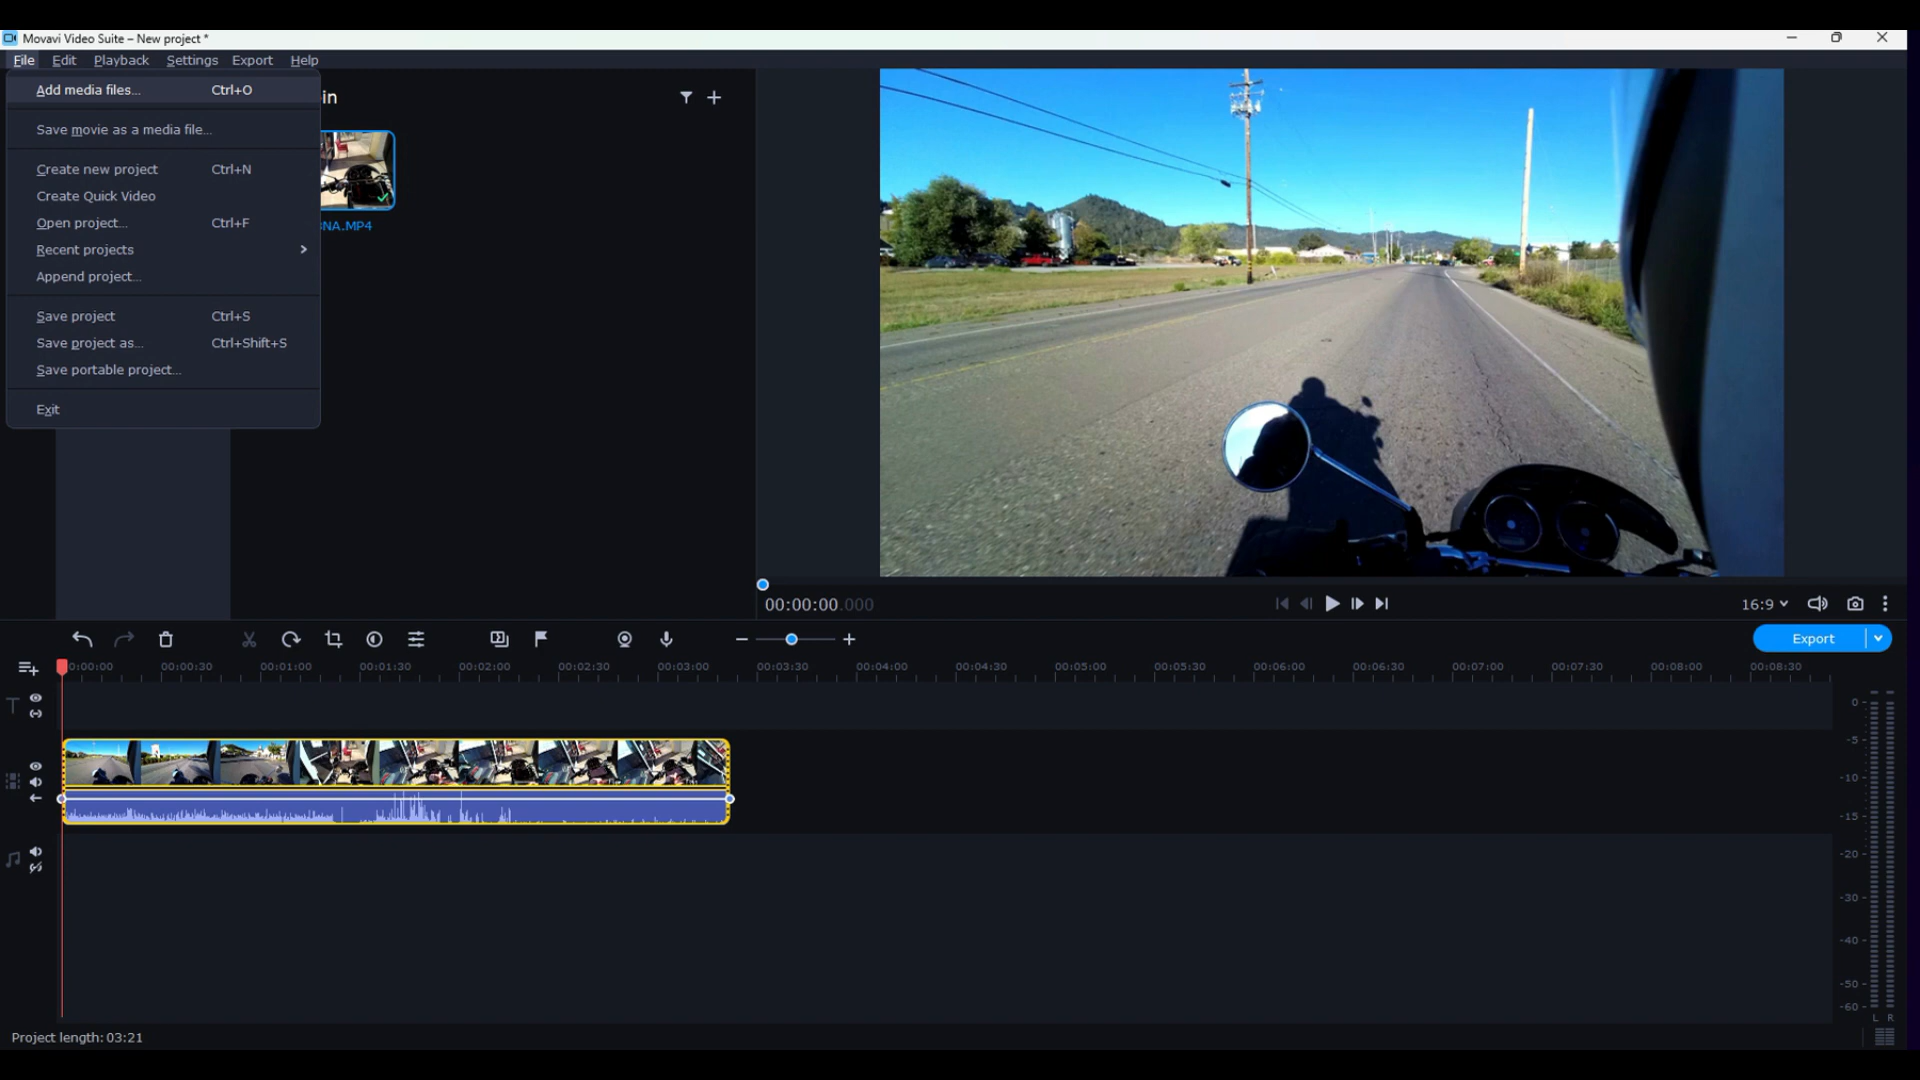 Movavi Video Suite – New project *
File Edit Playback Settings Export Help
Add media files... Ctrl+O
Save movie as a media file...
Create new project Ctrl+N
Create Quick Video
Open project... Ctrl+F
Recent projects
Append project...
Save project Ctrl+S
Save project as... Ctrl+Shift+S
Save portable project...
Exit
in
NA.MP4
00:00:00.000
16:9
Export
0:00:00 00:00:30 00:01:00 00:01:30 00:02:00 00:02:30 00:03:00 00:03:30 00:04:00 00:04:30 00:05:00 00:05:30 00:06:00 00:06:30 00:07:00 00:07:30 00:08:00 00:08:30
T
0
-5
-10
-15
-20
-30
-40
-50
-60
L R
Project length: 03:21